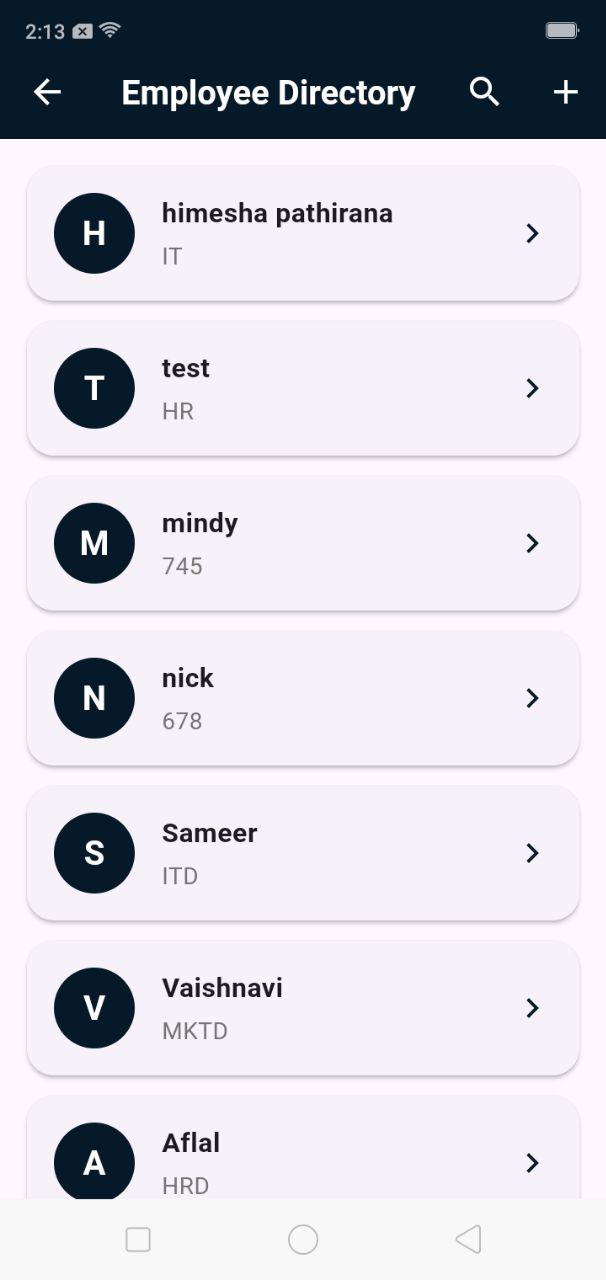 2:13
Employee Directory
H
himesha pathirana
IT
T
test
HR
M
mindy
745
N
nick
678
S
Sameer
ITD
V
Vaishnavi
MKTD
A
Aflal
HRD